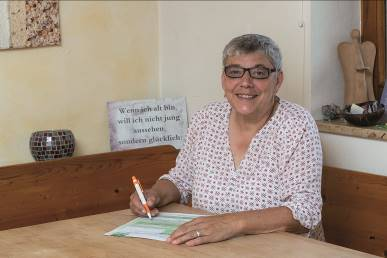 Wenn ich alt bin,
will ich nicht jung
aussehen,
sondern glücklich.